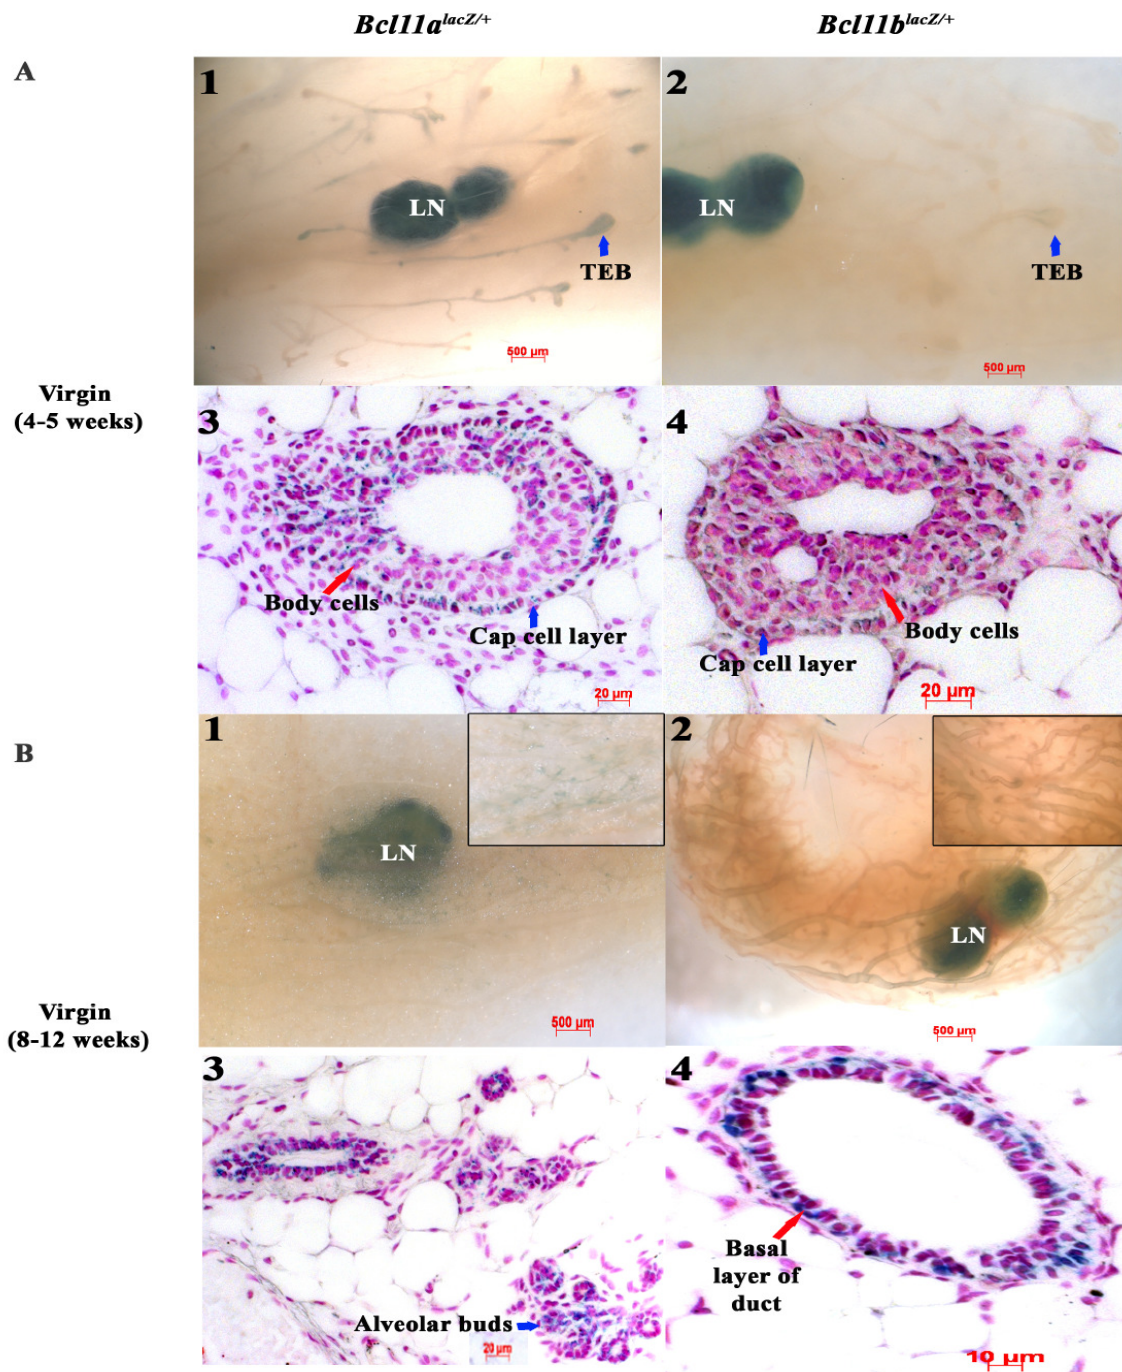 Bcl11a^lacZ/+ Bcl11b^lacZ/+
A
1 2
LN LN
TEB TEB
500 µm 500 µm
Virgin
(4-5 weeks)
3 4
Body cells Body cells
Cap cell layer Cap cell layer
20 µm 20 µm
B
1 2
LN LN
500 µm 500 µm
Virgin
(8-12 weeks)
3 4
Basal
layer of
duct
Alveolar buds
20 µm 10 µm